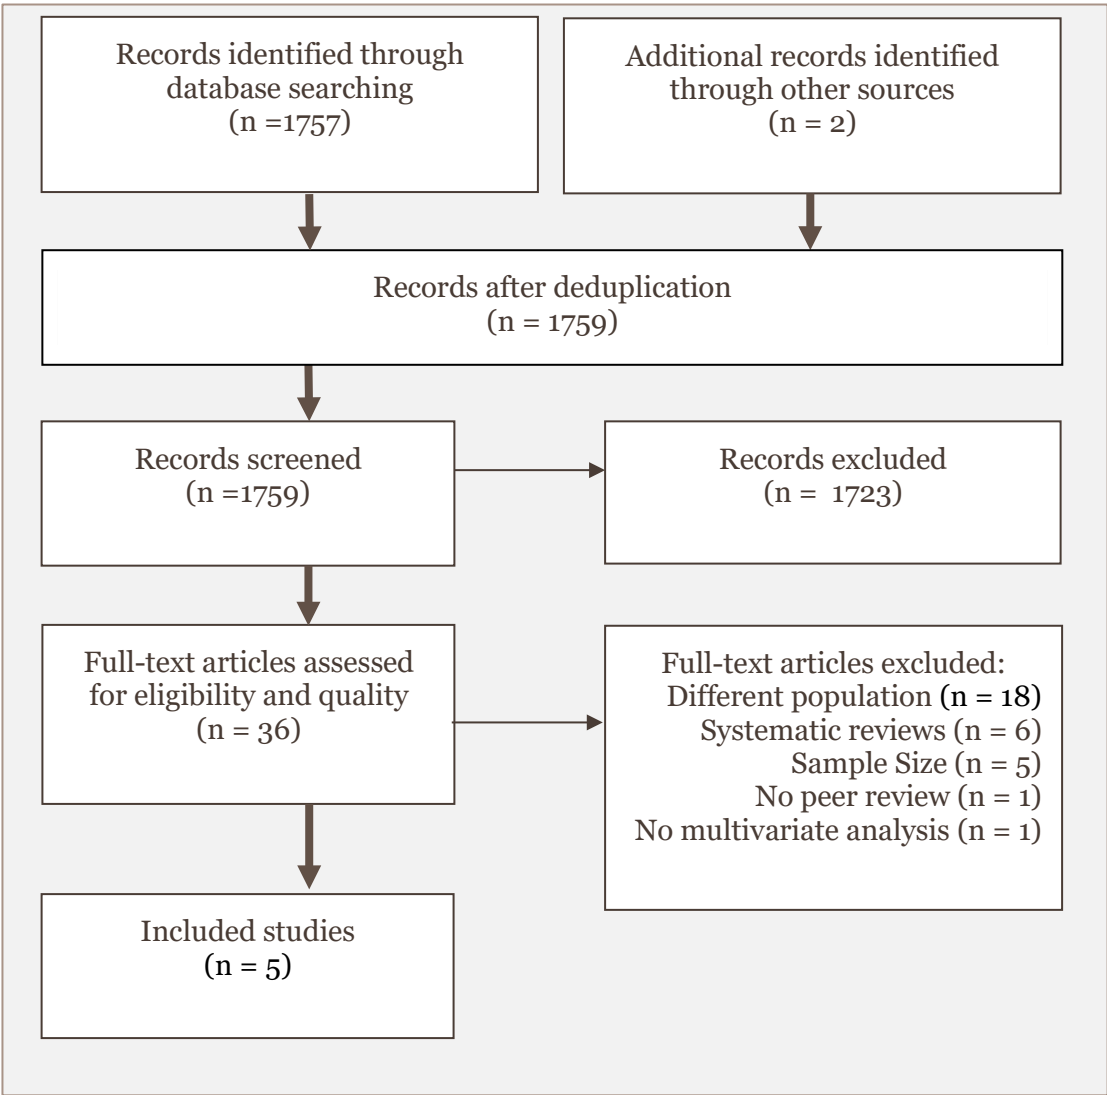 Records identified through
database searching
(n =1757)
Additional records identified
through other sources
(n = 2)
Records after deduplication
(n = 1759)
Records screened
(n =1759)
Records excluded
(n =  1723)
Full-text articles assessed
for eligibility and quality
(n = 36)
Full-text articles excluded:
Different population (n = 18)
Systematic reviews (n = 6)
Sample Size (n = 5)
No peer review (n = 1)
No multivariate analysis (n = 1)
Included studies
(n = 5)